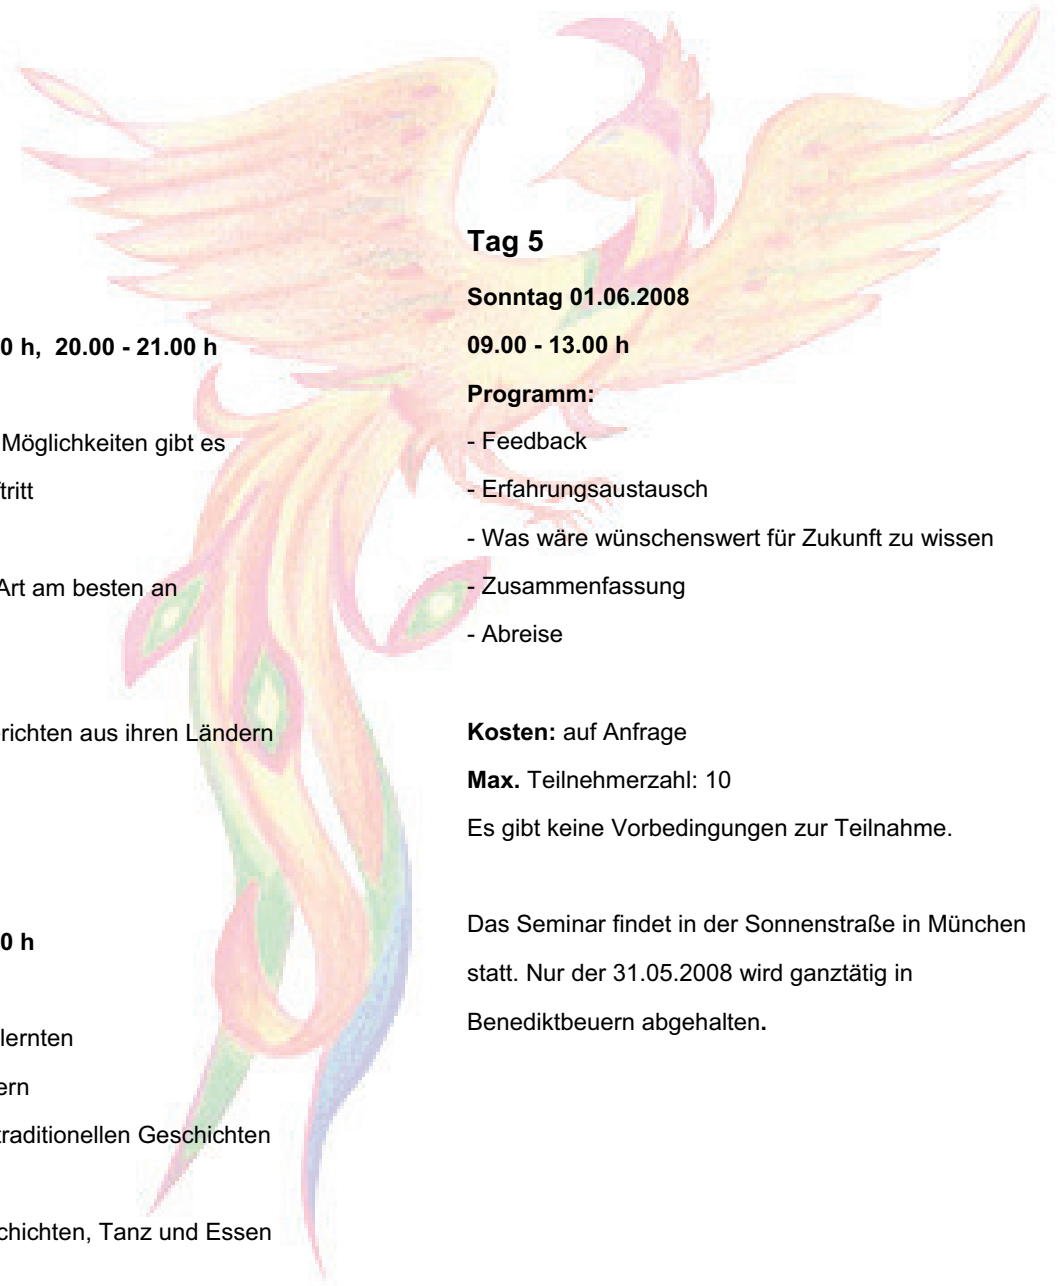 0 h, 20.00 - 21.00 h
Möglichkeiten gibt es
tritt
Art am besten an
richten aus ihren Ländern
0 h
lernten
ern
traditionellen Geschichten
chichten, Tanz und Essen
Tag 5
Sonntag 01.06.2008
09.00 - 13.00 h
Programm:
- Feedback
- Erfahrungsaustausch
- Was wäre wünschenswert für Zukunft zu wissen
- Zusammenfassung
- Abreise
Kosten: auf Anfrage
Max. Teilnehmerzahl: 10
Es gibt keine Vorbedingungen zur Teilnahme.
Das Seminar findet in der Sonnenstraße in München
statt. Nur der 31.05.2008 wird ganztätig in
Benediktbeuern abgehalten.